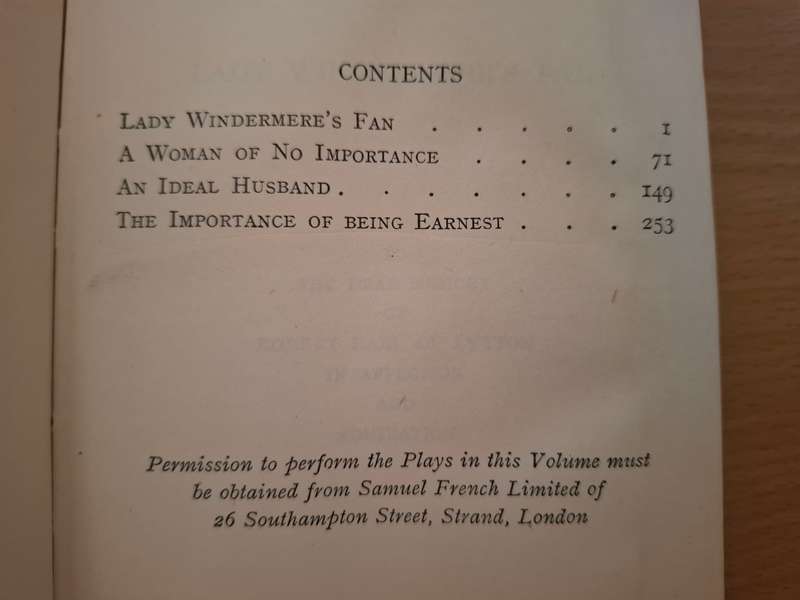 CONTENTS
LADY WINDERMERE'S FAN . . . . . 1
A WOMAN OF NO IMPORTANCE . . . . 71
AN IDEAL HUSBAND . . . . . . . 149
THE IMPORTANCE OF BEING EARNEST . . . 253
Permission to perform the Plays in this Volume must
be obtained from Samuel French Limited of
26 Southampton Street, Strand, London